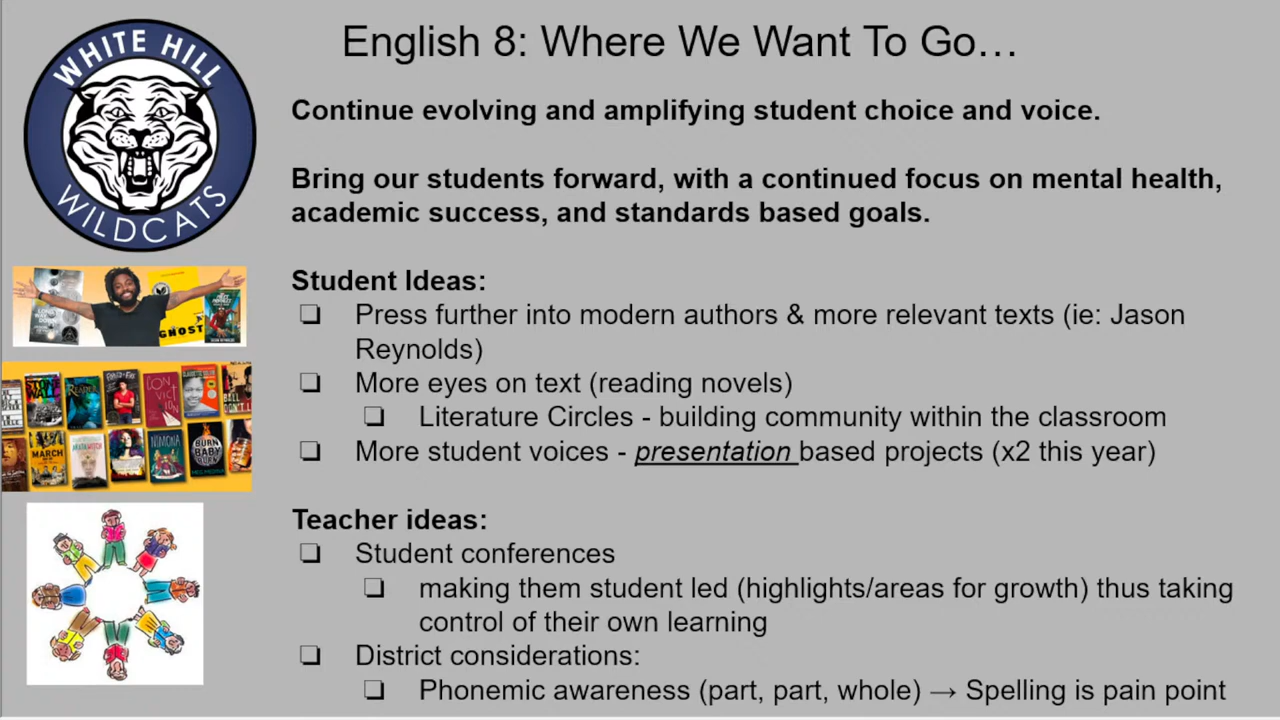 WHITE HILL
WILDCATS
English 8: Where We Want To Go…
Continue evolving and amplifying student choice and voice.
Bring our students forward, with a continued focus on mental health,
academic success, and standards based goals.
GHOST
Student Ideas:
❏ Press further into modern authors & more relevant texts (ie: Jason
Reynolds)
❏ More eyes on text (reading novels)
❏ Literature Circles - building community within the classroom
❏ More student voices - presentation based projects (x2 this year)
STONE
WALL
CON
VICT
ION
MARCH
NIMONA
BURN
BABY
BURN
Teacher ideas:
❏ Student conferences
❏ making them student led (highlights/areas for growth) thus taking
control of their own learning
❏ District considerations:
❏ Phonemic awareness (part, part, whole) → Spelling is pain point